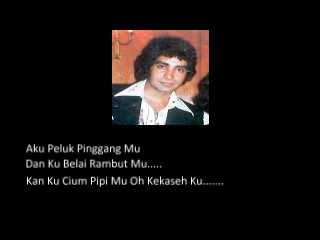 Aku Peluk Pinggang Mu
Dan Ku Belai Rambut Mu.....
Kan Ku Cium Pipi Mu Oh Kekaseh Ku.......